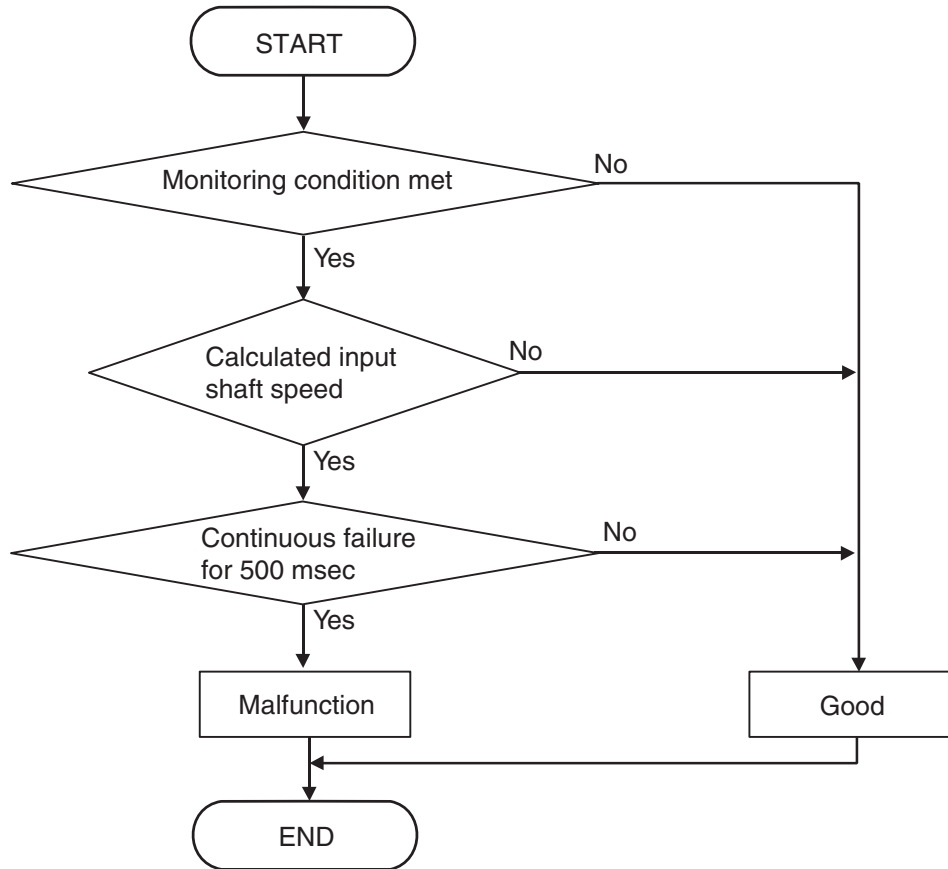 START
Monitoring condition met
No
Yes
Calculated input
shaft speed
No
Yes
Continuous failure
for 500 msec
No
Yes
Malfunction
Good
END